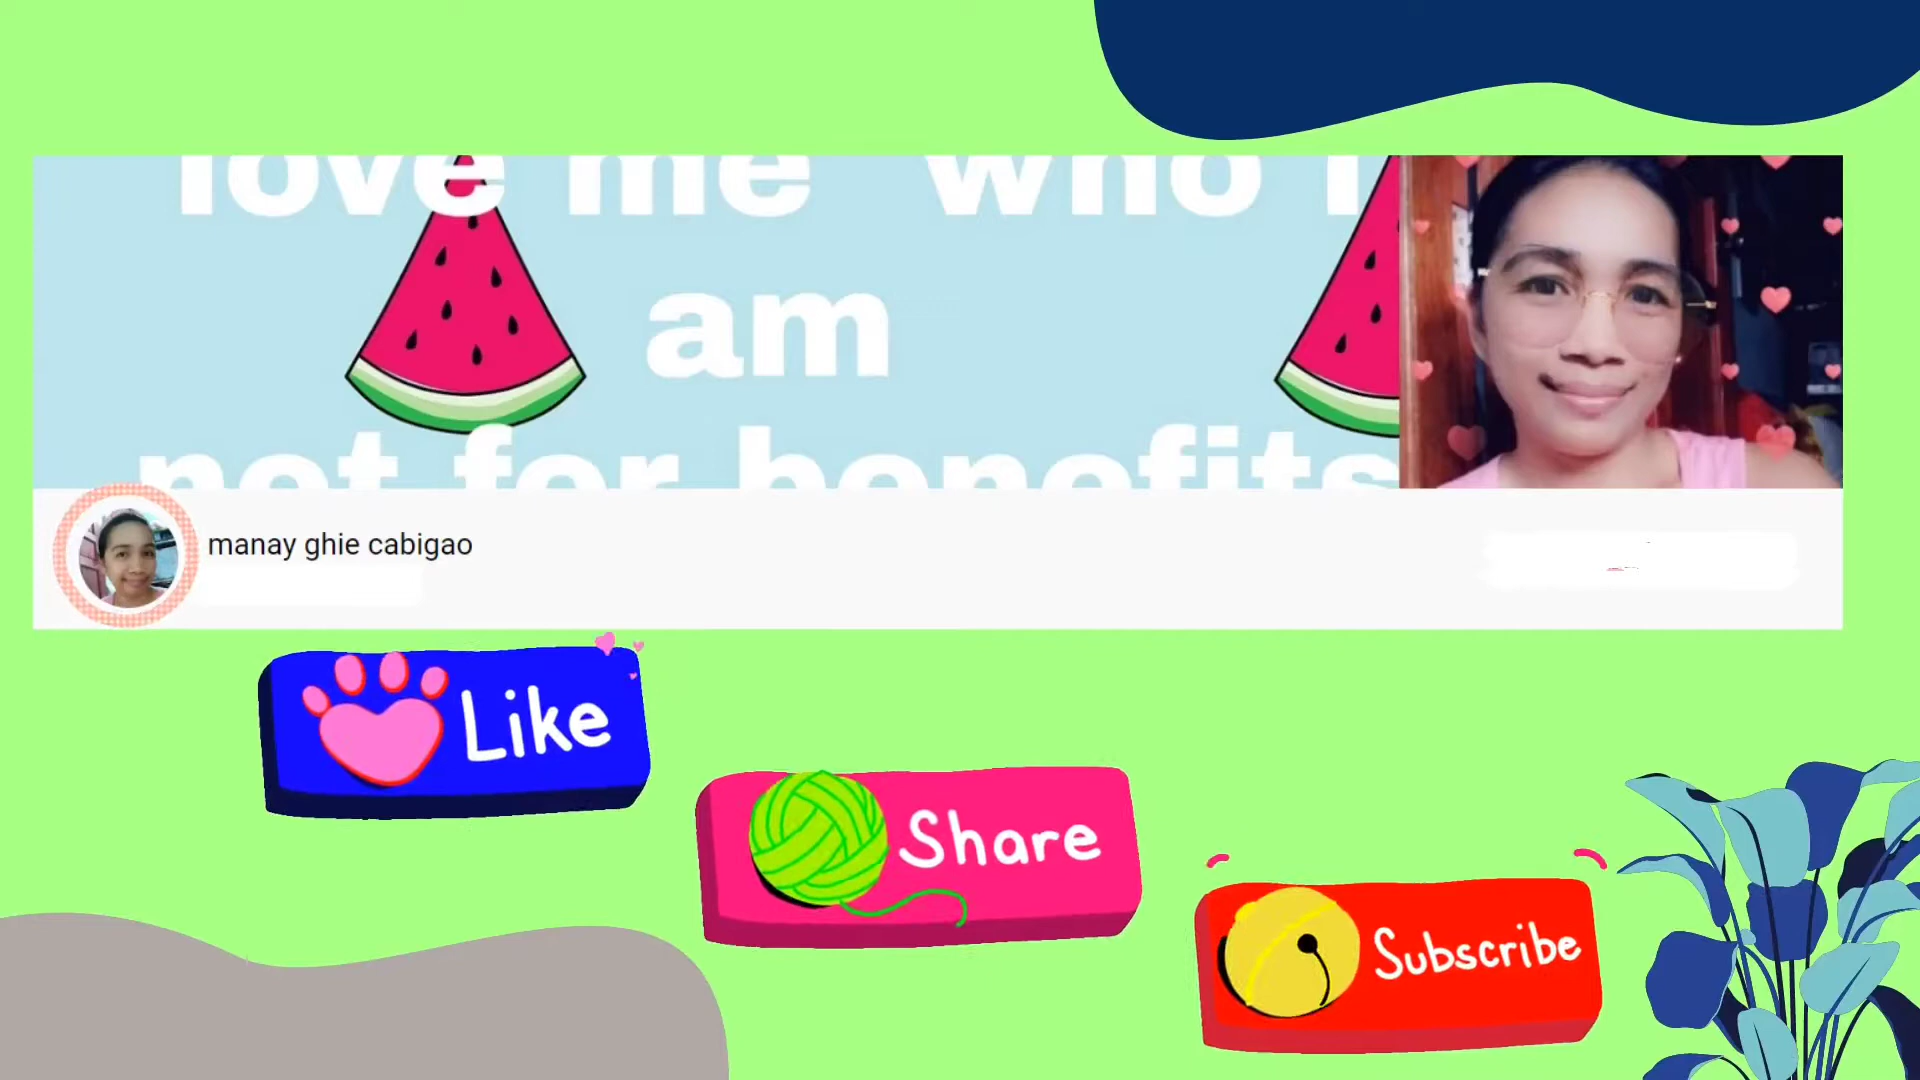 love me who I
am
not for benefits
manay ghie cabigao
Like
Share
Subscribe